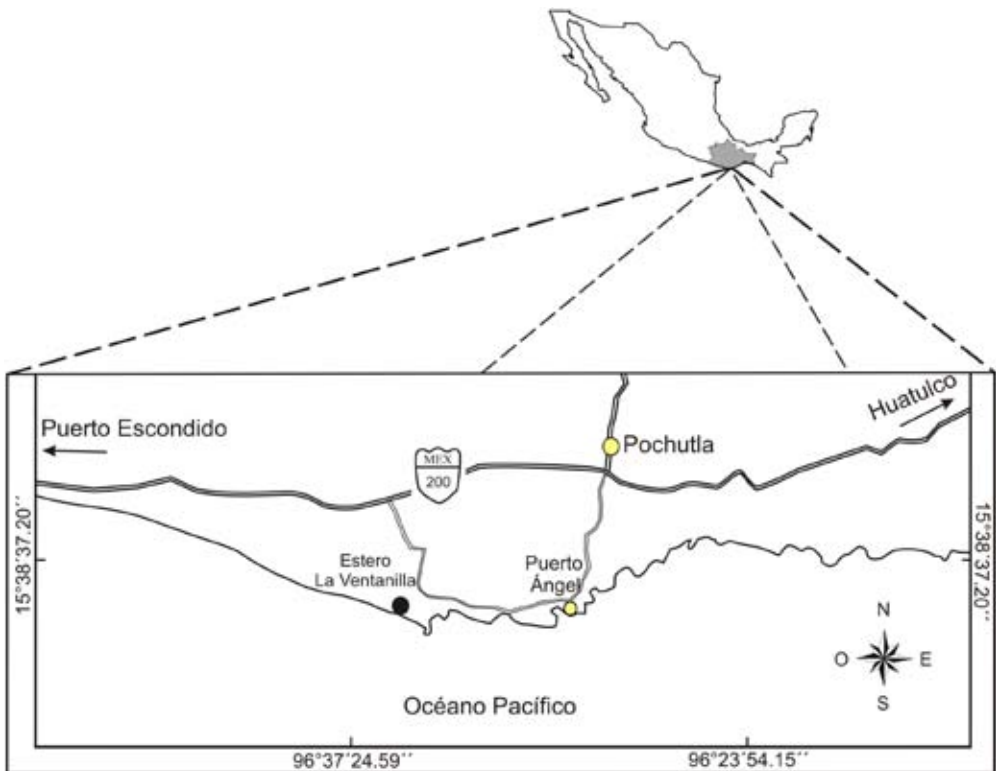 Puerto Escondido
Huatulco
Pochutla
MEX
200
15°38´37.20´´
15°38´37.20´´
Estero
La Ventanilla
Puerto
Ángel
N
O
E
S
Océano Pacífico
96°37´24.59´´
96°23´54.15´´